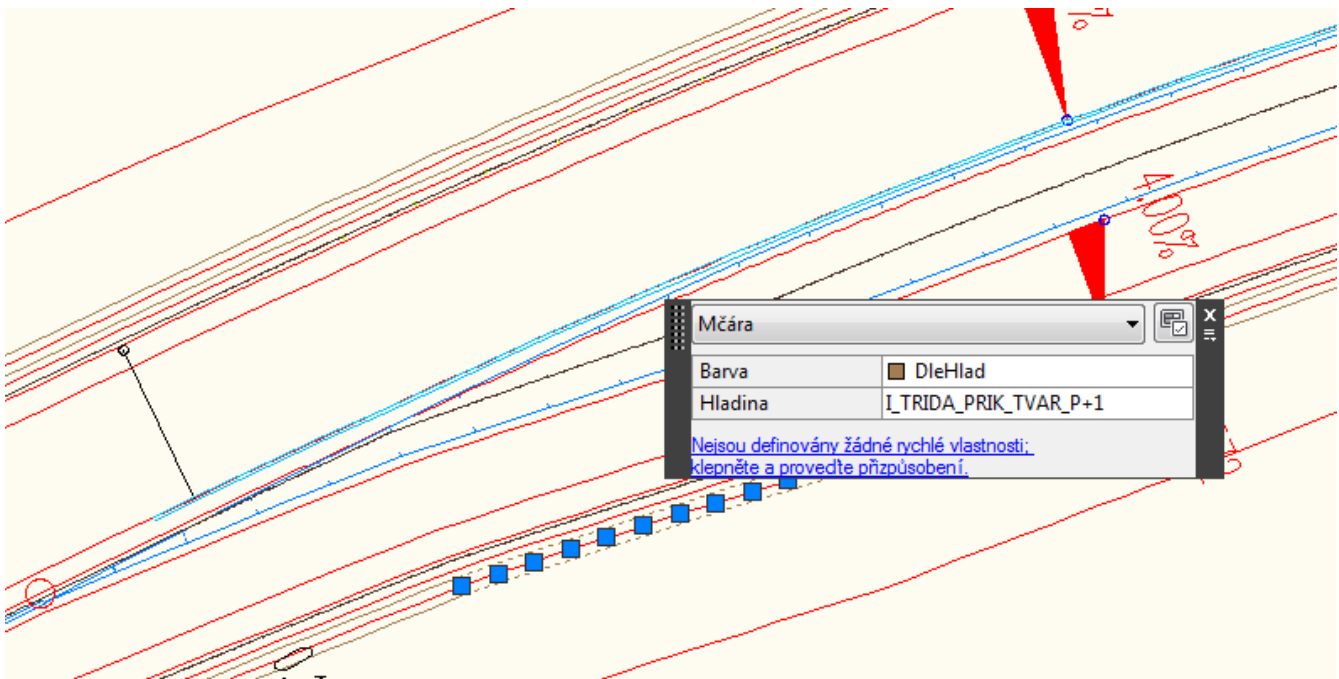 %
4.00%
Mčára
Barva DleHlad
Hladina I_TRIDA_PRIK_TVAR_P+1
Nejsou definovány žádné rychlé vlastnosti;
klepněte a proveďte přizpůsobení.